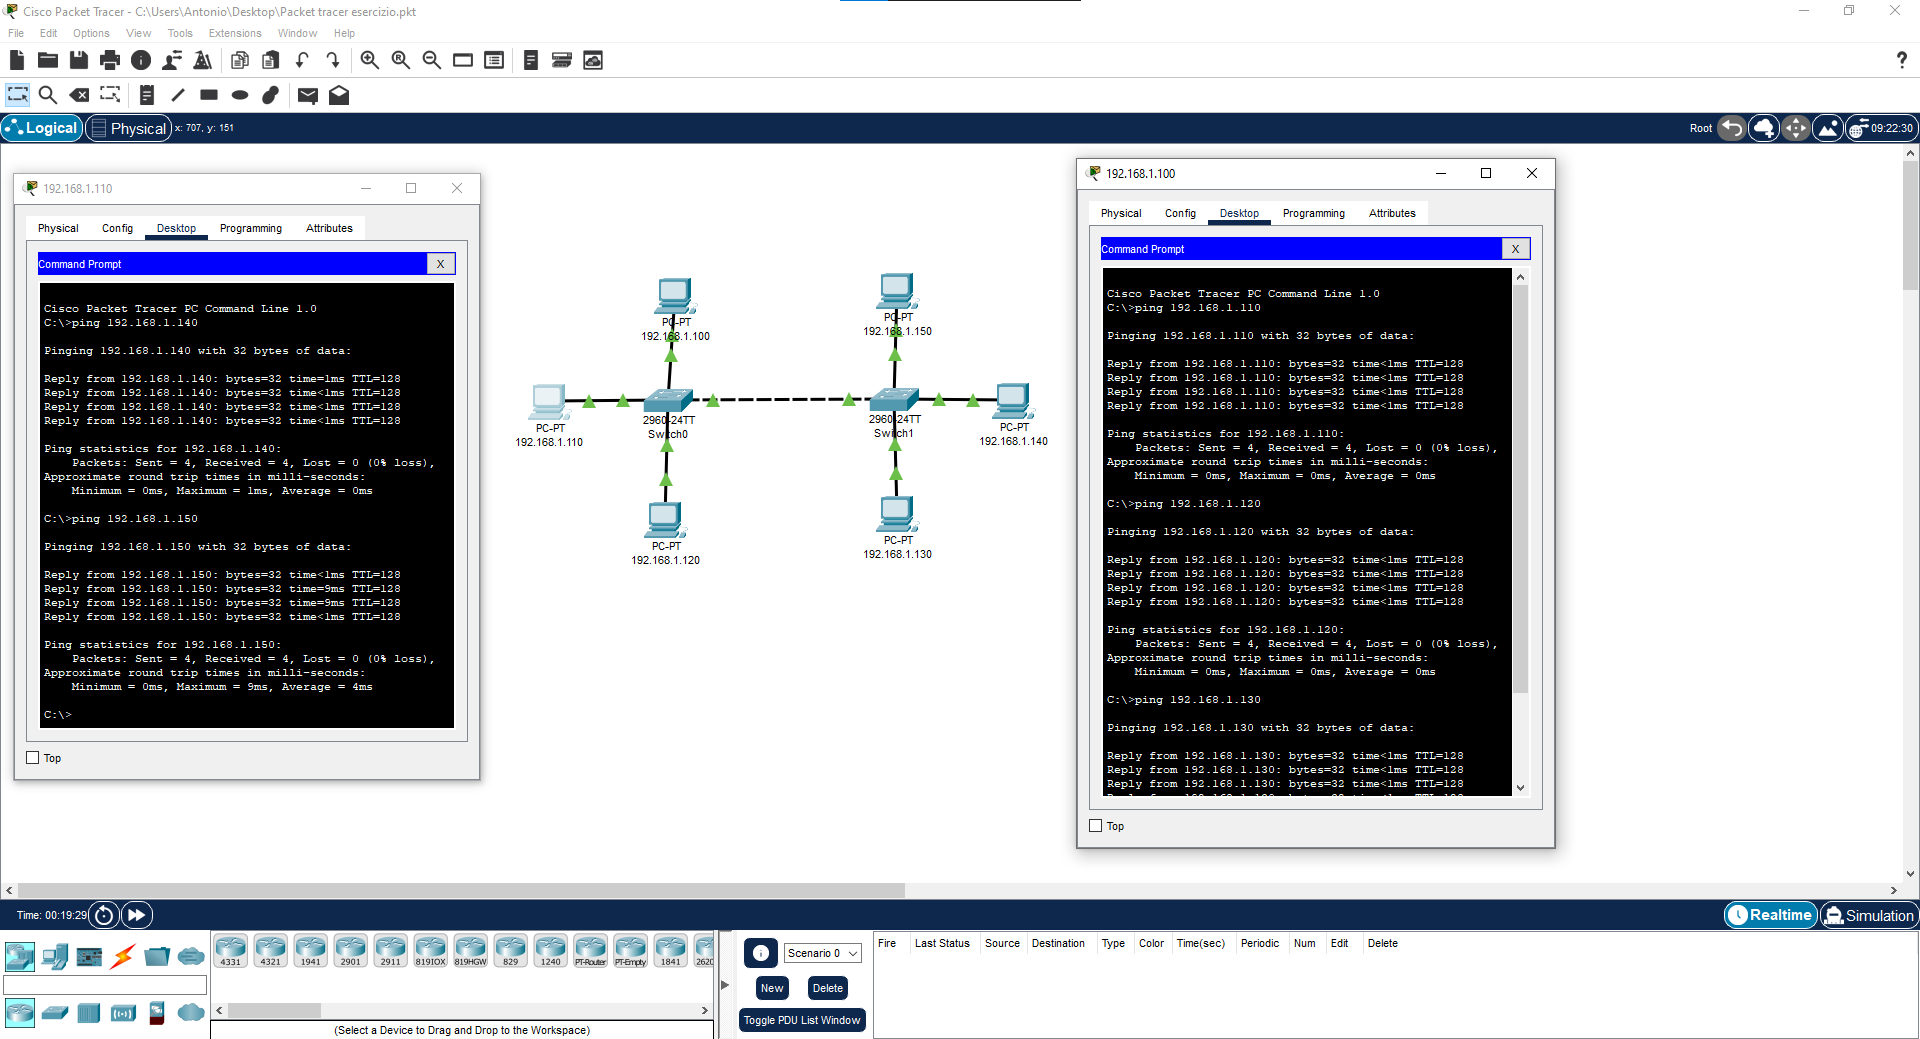 Cisco Packet Tracer - C:\Users\Antonio\Desktop\Packet tracer esercizio.pkt
File Edit Options View Tools Extensions Window Help
?
Logical Physical x: 707, y: 151 Root 09:22:30
192.168.1.110
Physical Config Desktop Programming Attributes
Command Prompt X
Cisco Packet Tracer PC Command Line 1.0
C:\>ping 192.168.1.140
Pinging 192.168.1.140 with 32 bytes of data:
Reply from 192.168.1.140: bytes=32 time=1ms TTL=128
Reply from 192.168.1.140: bytes=32 time<1ms TTL=128
Reply from 192.168.1.140: bytes=32 time<1ms TTL=128
Reply from 192.168.1.140: bytes=32 time<1ms TTL=128
Ping statistics for 192.168.1.140:
Packets: Sent = 4, Received = 4, Lost = 0 (0% loss),
Approximate round trip times in milli-seconds:
Minimum = 0ms, Maximum = 1ms, Average = 0ms
C:\>ping 192.168.1.150
Pinging 192.168.1.150 with 32 bytes of data:
Reply from 192.168.1.150: bytes=32 time<1ms TTL=128
Reply from 192.168.1.150: bytes=32 time=9ms TTL=128
Reply from 192.168.1.150: bytes=32 time=9ms TTL=128
Reply from 192.168.1.150: bytes=32 time<1ms TTL=128
Ping statistics for 192.168.1.150:
Packets: Sent = 4, Received = 4, Lost = 0 (0% loss),
Approximate round trip times in milli-seconds:
Minimum = 0ms, Maximum = 9ms, Average = 4ms
C:\>
Top
PC-PT
192.168.1.100
PC-PT
192.168.1.150
PC-PT
192.168.1.110
2960-24TT
Switch0
2960-24TT
Switch1
PC-PT
192.168.1.140
PC-PT
192.168.1.120
PC-PT
192.168.1.130
192.168.1.100
Physical Config Desktop Programming Attributes
Command Prompt X
Cisco Packet Tracer PC Command Line 1.0
C:\>ping 192.168.1.110
Pinging 192.168.1.110 with 32 bytes of data:
Reply from 192.168.1.110: bytes=32 time<1ms TTL=128
Reply from 192.168.1.110: bytes=32 time<1ms TTL=128
Reply from 192.168.1.110: bytes=32 time<1ms TTL=128
Reply from 192.168.1.110: bytes=32 time<1ms TTL=128
Ping statistics for 192.168.1.110:
Packets: Sent = 4, Received = 4, Lost = 0 (0% loss),
Approximate round trip times in milli-seconds:
Minimum = 0ms, Maximum = 0ms, Average = 0ms
C:\>ping 192.168.1.120
Pinging 192.168.1.120 with 32 bytes of data:
Reply from 192.168.1.120: bytes=32 time<1ms TTL=128
Reply from 192.168.1.120: bytes=32 time<1ms TTL=128
Reply from 192.168.1.120: bytes=32 time<1ms TTL=128
Reply from 192.168.1.120: bytes=32 time<1ms TTL=128
Ping statistics for 192.168.1.120:
Packets: Sent = 4, Received = 4, Lost = 0 (0% loss),
Approximate round trip times in milli-seconds:
Minimum = 0ms, Maximum = 0ms, Average = 0ms
C:\>ping 192.168.1.130
Pinging 192.168.1.130 with 32 bytes of data:
Reply from 192.168.1.130: bytes=32 time<1ms TTL=128
Reply from 192.168.1.130: bytes=32 time<1ms TTL=128
Reply from 192.168.1.130: bytes=32 time<1ms TTL=128
Top
Time: 00:19:29 Realtime Simulation
4331 4321 1941 2901 2911 819IOX 819HGW 829 1240 PT-Router PT-Empty 1841 2620
(Select a Device to Drag and Drop to the Workspace)
Scenario 0
New Delete
Toggle PDU List Window
Fire Last Status Source Destination Type Color Time(sec) Periodic Num Edit Delete